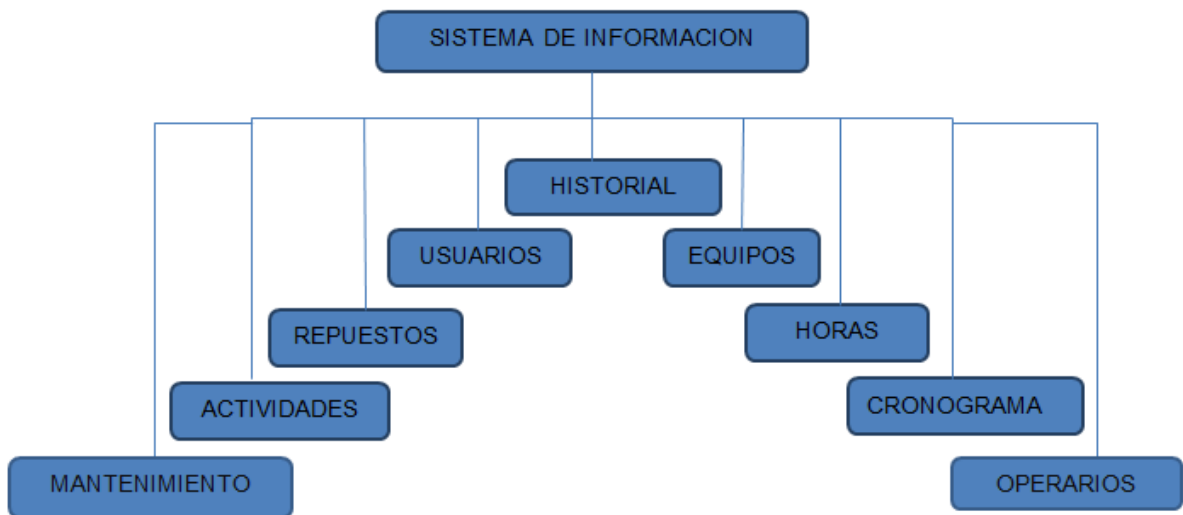 SISTEMA DE INFORMACION
HISTORIAL
USUARIOS
EQUIPOS
REPUESTOS
HORAS
ACTIVIDADES
CRONOGRAMA
MANTENIMIENTO
OPERARIOS